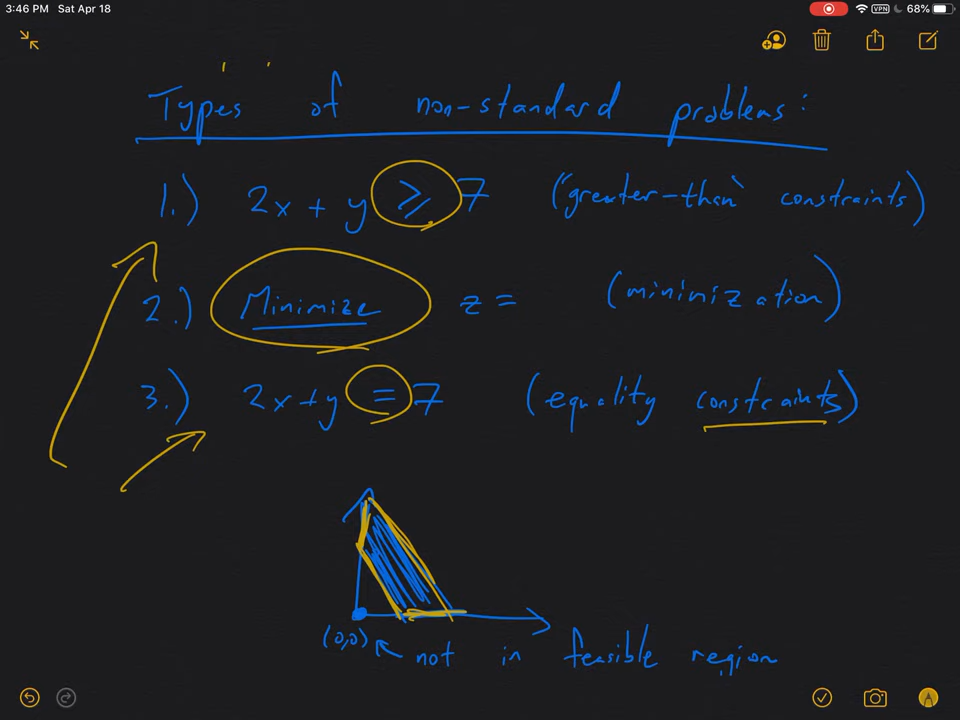 3:46 PM Sat Apr 18 VPN 68%
Types of non-standard problems:
1.) 2x + y ≥ 7 ("greater-than" constraints)
2.) Minimize z = (minimization)
3.) 2x+y = 7 (equality constraints)
(0,0) not in feasible region